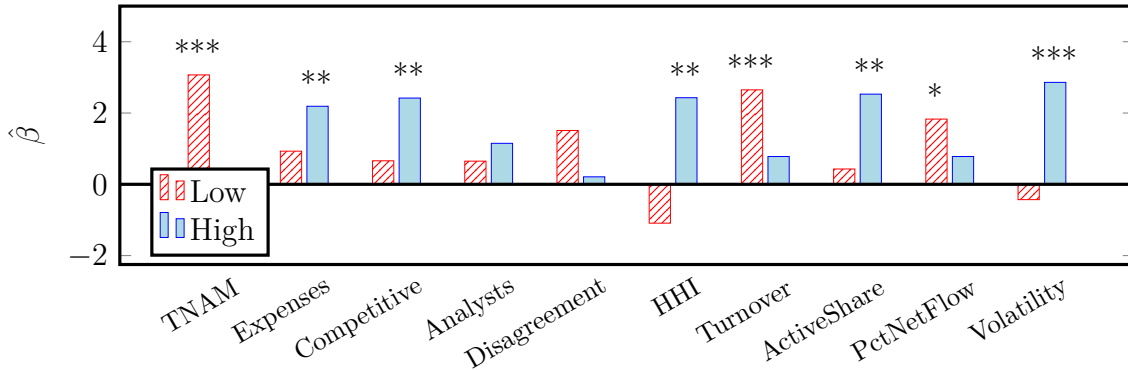 4
2
0
−2
β̂
*** ** ** ** *** ** * ***
Low
High
TNAM
Expenses
Competitive
Analysts
Disagreement
HHI
Turnover
ActiveShare
PctNetFlow
Volatility